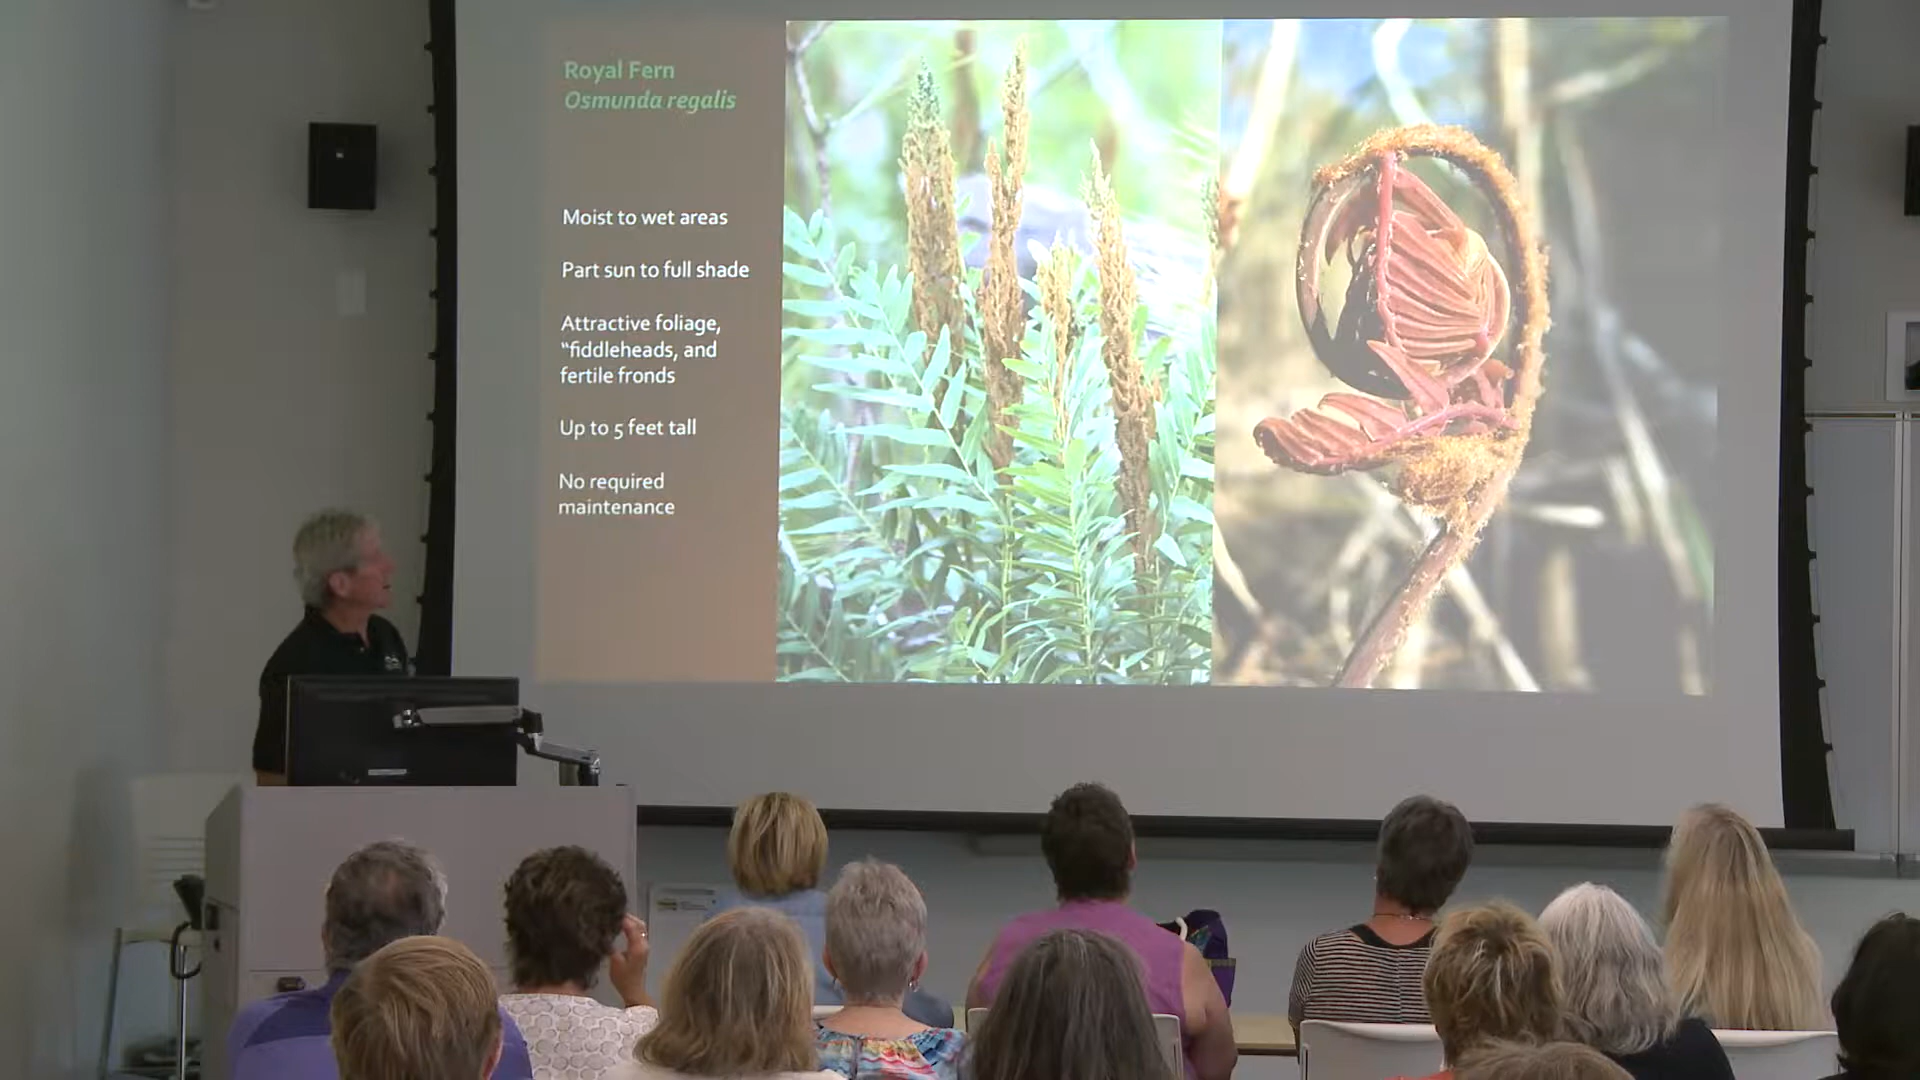 Royal Fern
Osmunda regalis
Moist to wet areas
Part sun to full shade
Attractive foliage,
“fiddleheads, and
fertile fronds
Up to 5 feet tall
No required
maintenance